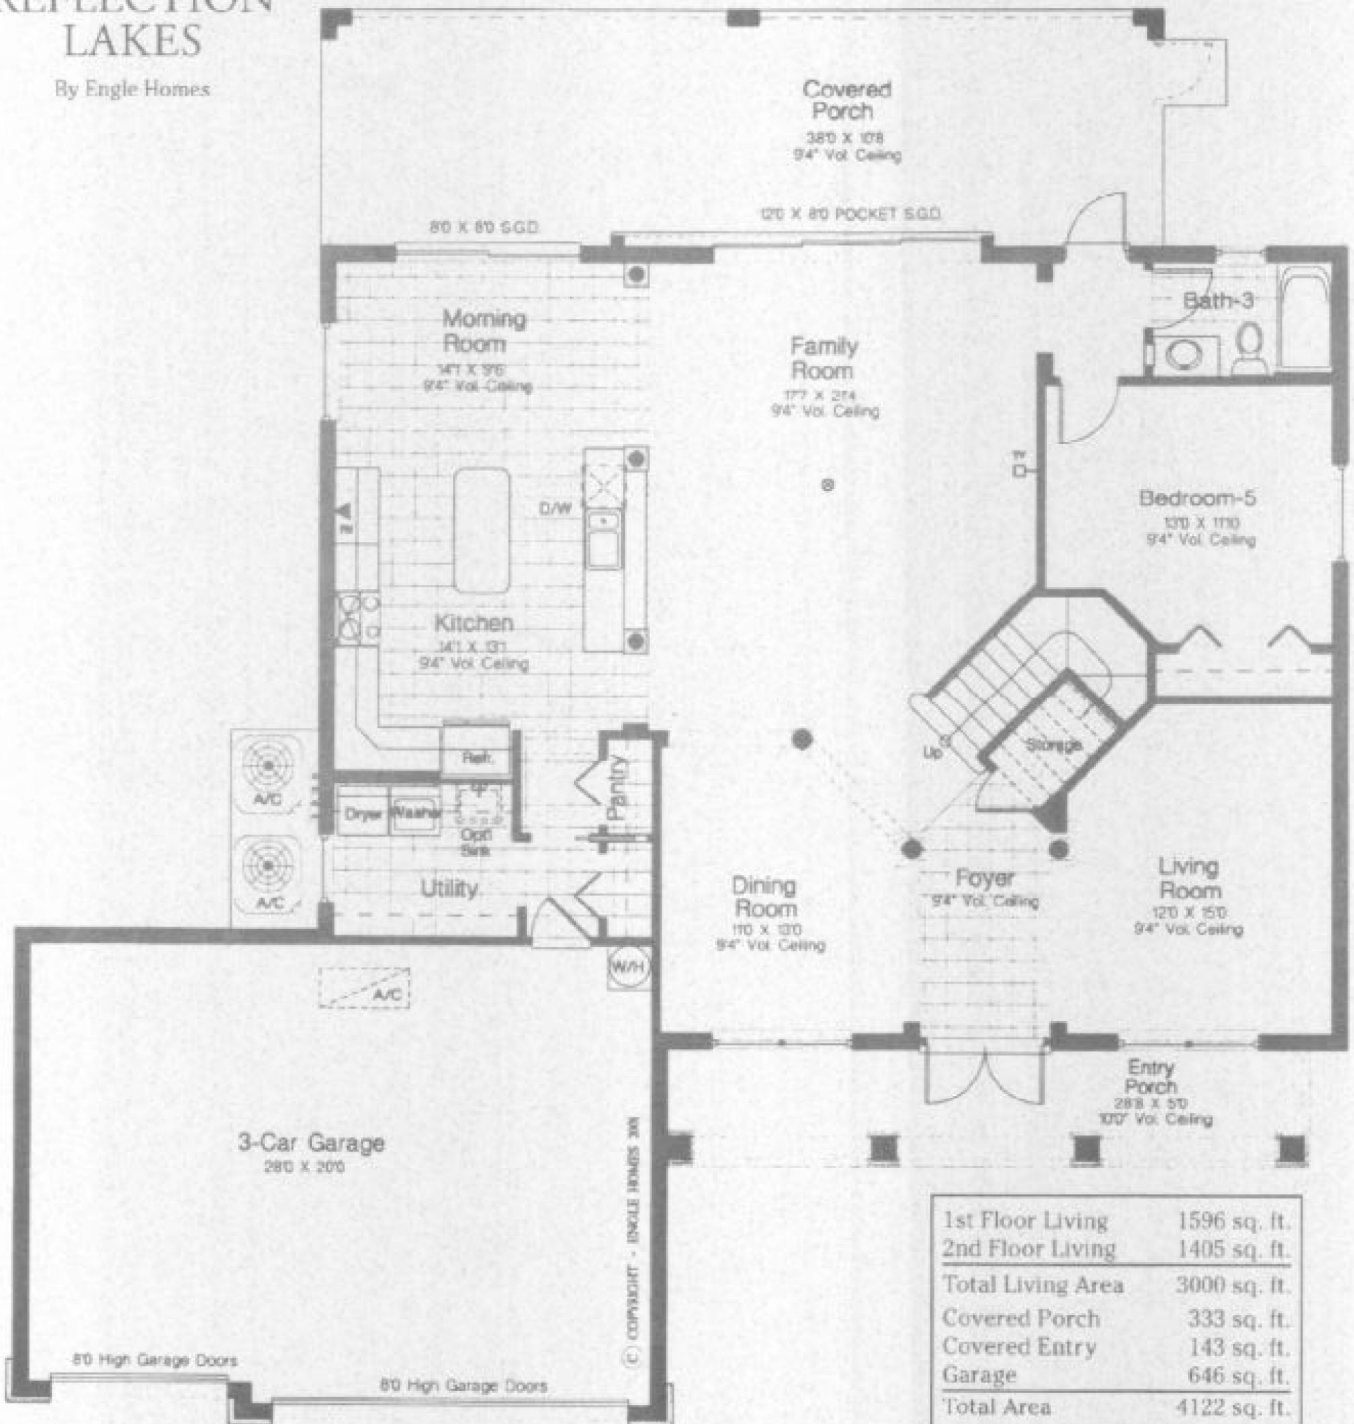 REFLECTION
LAKES
By Engle Homes
Covered
Porch
38'0 X 10'8
9'4" Vol. Ceiling
8'0 X 8'0 S.G.D.
12'0 X 8'0 POCKET S.G.D.
Morning
Room
14'1 X 9'6
9'4" Vol. Ceiling
Family
Room
17'7 X 21'4
9'4" Vol. Ceiling
Bath-3
TV
Bedroom-5
13'0 X 11'10
9'4" Vol. Ceiling
D/W
Kitchen
14'1 X 13'1
9'4" Vol. Ceiling
Up
Storage
Refr.
Pantry
A/C
Dryer
Washer
Opt'l
Sink
A/C
Utility
Dining
Room
11'0 X 13'0
9'4" Vol. Ceiling
Foyer
9'4" Vol. Ceiling
Living
Room
12'0 X 15'0
9'4" Vol. Ceiling
W/H
A/C
Entry
Porch
28'8 X 5'0
10'0" Vol. Ceiling
3-Car Garage
28'0 X 20'6
© COPYRIGHT - ENGLE HOMES 2001
8'0 High Garage Doors
8'0 High Garage Doors
1st Floor Living 1596 sq. ft.
2nd Floor Living 1405 sq. ft.
Total Living Area 3000 sq. ft.
Covered Porch 333 sq. ft.
Covered Entry 143 sq. ft.
Garage 646 sq. ft.
Total Area 4122 sq. ft.